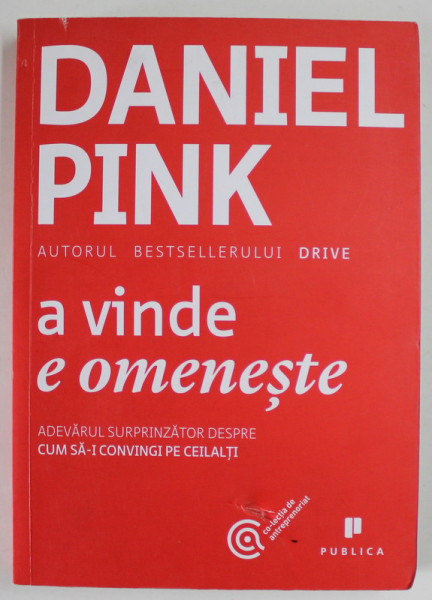 DANIEL
PINK
AUTORUL BESTSELLERULUI DRIVE
a vinde
e omenește
ADEVĂRUL SURPRINZĂTOR DESPRE
CUM SĂ-I CONVINGI PE CEILALȚI
co-lecția de
antreprenoriat
PUBLICA